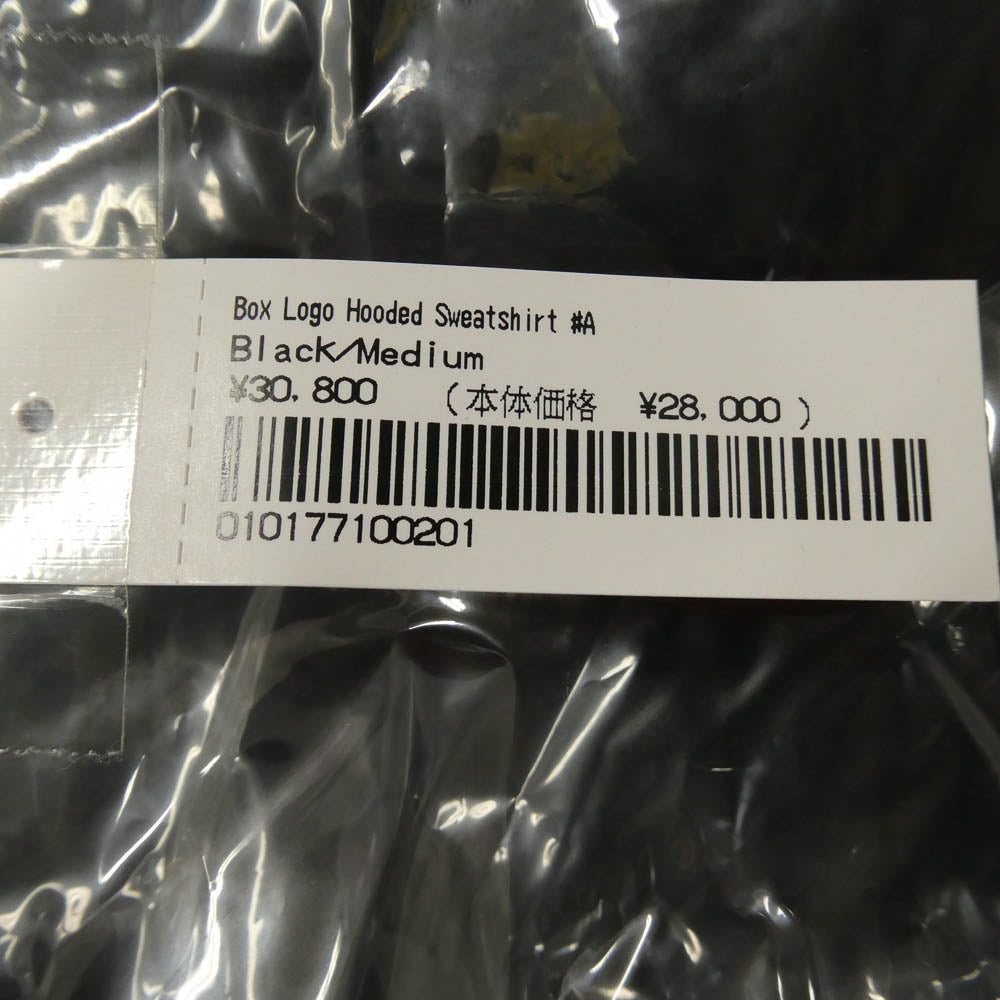 Box Logo Hooded Sweatshirt #A
Black/Medium
¥30,800 (本体価格 ¥28,000)
010177100201